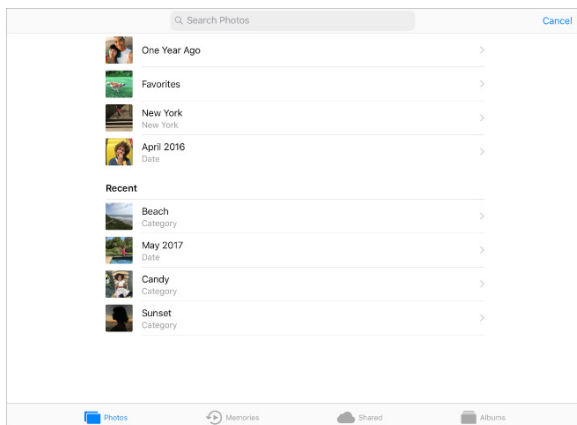 Search Photos
Cancel
One Year Ago
Favorites
New York
New York
April 2016
Date
Recent
Beach
Category
May 2017
Date
Candy
Category
Sunset
Category
Photos
Memories
Shared
Albums